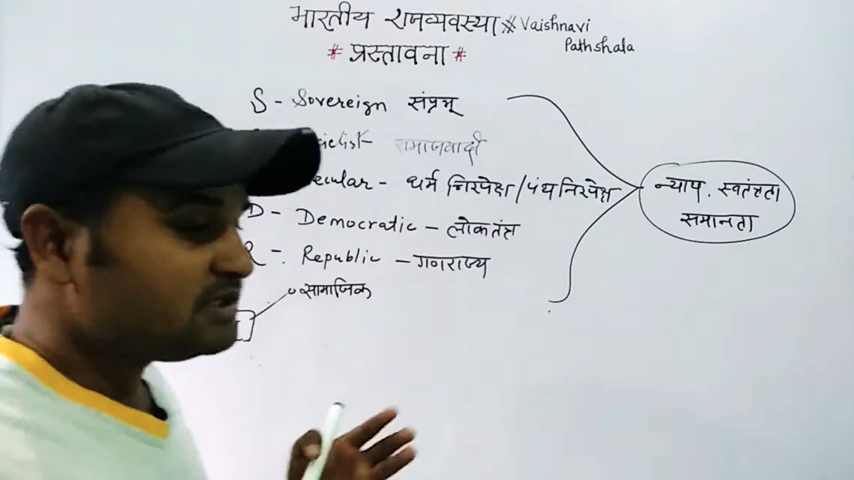 भारतीय राजव्यवस्था # Vaishnavi
Pathshala
* प्रस्तावना *
S - Sovereign संप्रभू
समाजवादी
धर्म निरपेक्ष / पंथ निरपेक्ष
D - Democratic - लोकतंत्र
Republic - गणराज्य
सामाजिक
न्याय, स्वतंत्रता
समानता